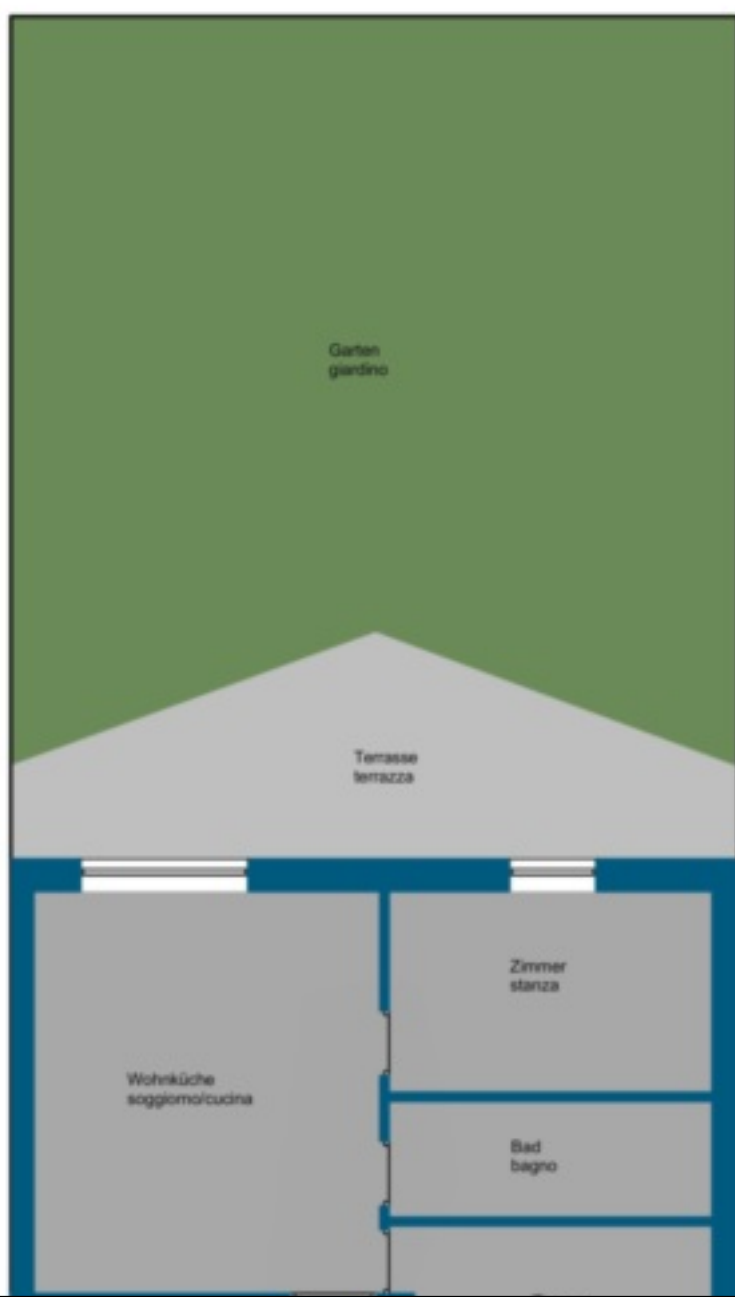 Garten
giardino
Terrasse
terrazza
Zimmer
stanza
Wohnküche
soggiorno/cucina
Bad
bagno